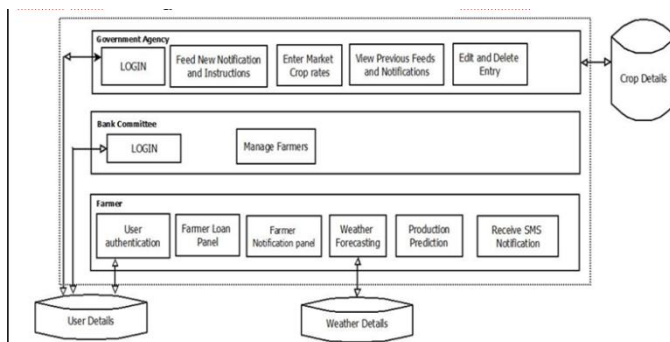 Government Agency
LOGIN
Feed New Notification
and Instructions
Enter Market
Crop rates
View Previous Feeds
and Notifications
Edit and Delete
Entry
Crop Details
Bank Committee
LOGIN
Manage Farmers
Farmer
User
authentication
Farmer Loan
Panel
Farmer
Notification panel
Weather
Forecasting
Production
Prediction
Receive SMS
Notification
User Details
Weather Details